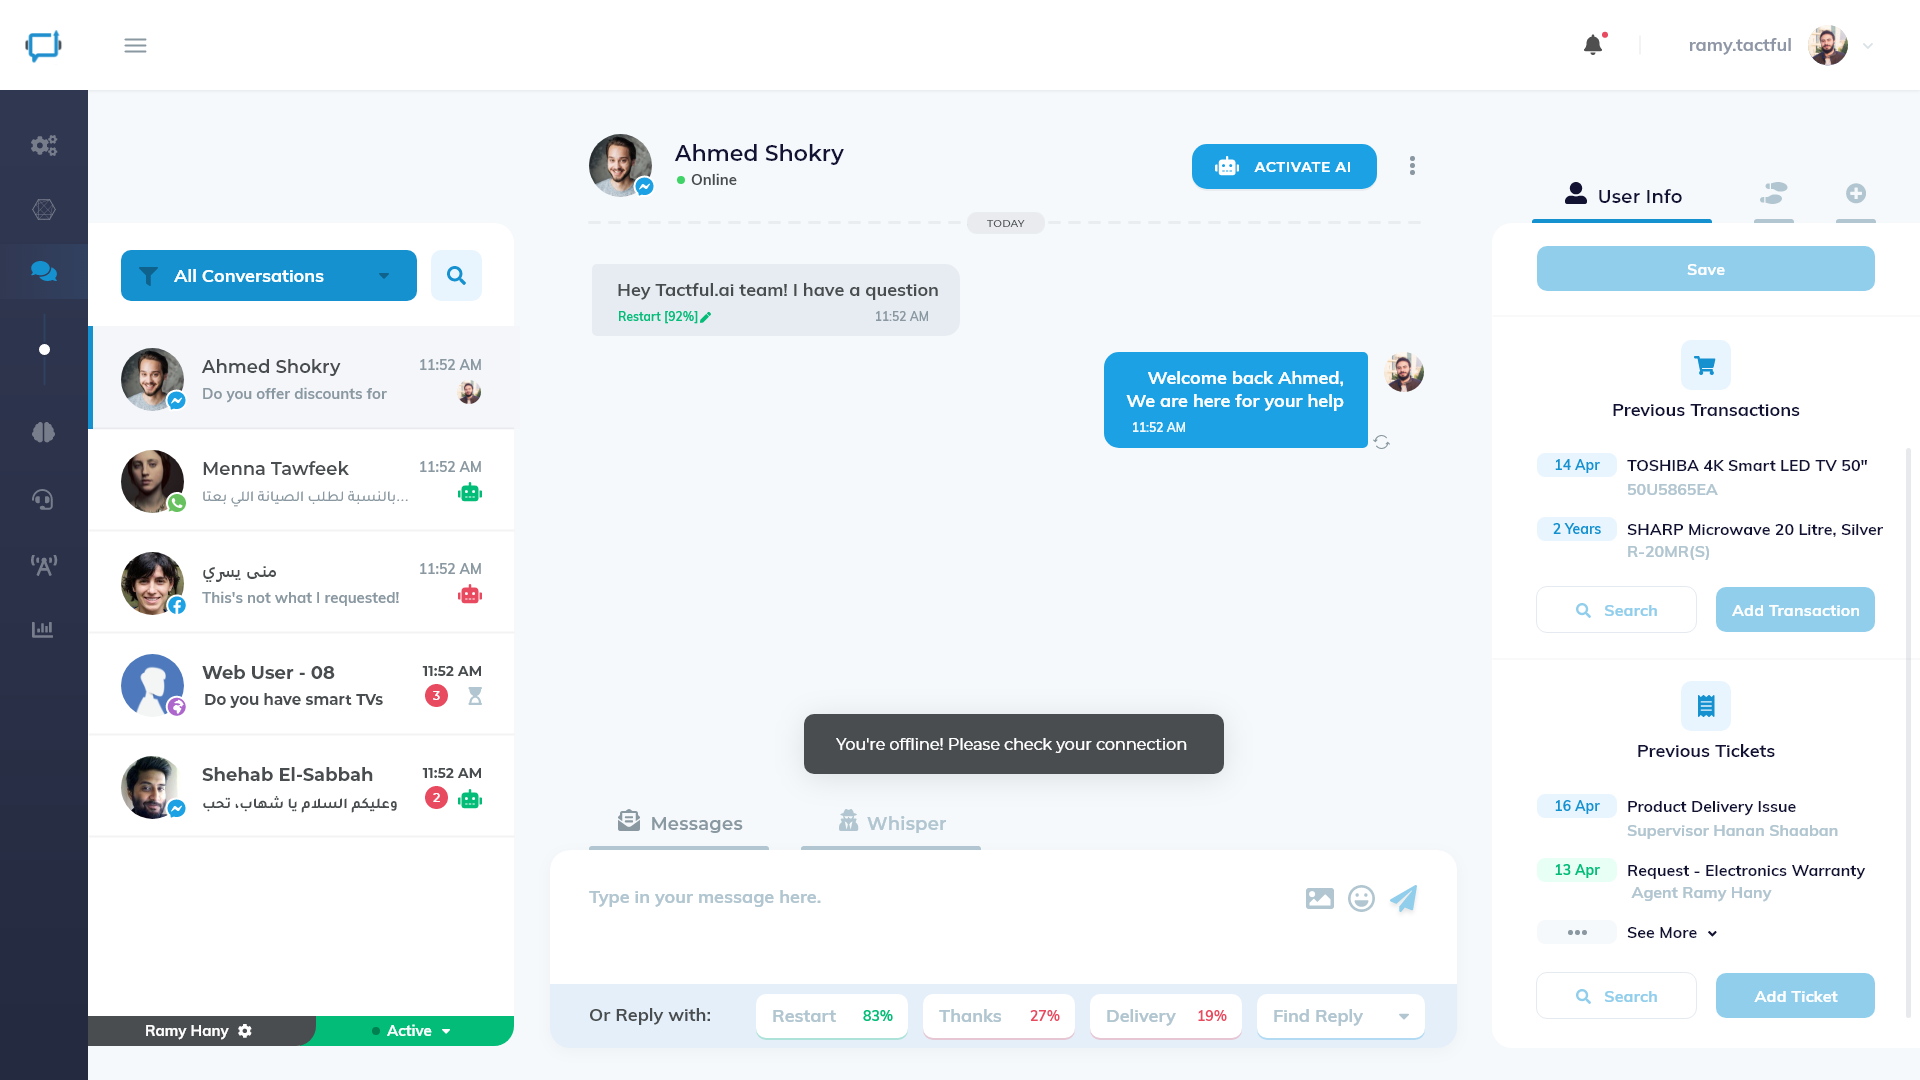 ramy.tactful
All Conversations
Ahmed Shokry
11:52 AM
Do you offer discounts for
Menna Tawfeek
11:52 AM
بالنسبة لطلب الصيانة اللي بعتا...
منى يسري
11:52 AM
This's not what I requested!
Web User - 08
11:52 AM
Do you have smart TVs
3
Shehab El-Sabbah
11:52 AM
وعليكم السلام يا شهاب، تحب
2
Ramy Hany
Active
Ahmed Shokry
Online
ACTIVATE AI
TODAY
Hey Tactful.ai team! I have a question
Restart [92%]
11:52 AM
Welcome back Ahmed,
We are here for your help
11:52 AM
You're offline! Please check your connection
Messages
Whisper
Type in your message here.
Or Reply with:
Restart 83%
Thanks 27%
Delivery 19%
Find Reply
User Info
Save
Previous Transactions
14 Apr
TOSHIBA 4K Smart LED TV 50"
50U5865EA
2 Years
SHARP Microwave 20 Litre, Silver
R-20MR(S)
Search
Add Transaction
Previous Tickets
16 Apr
Product Delivery Issue
Supervisor Hanan Shaaban
13 Apr
Request - Electronics Warranty
Agent Ramy Hany
See More
Search
Add Ticket